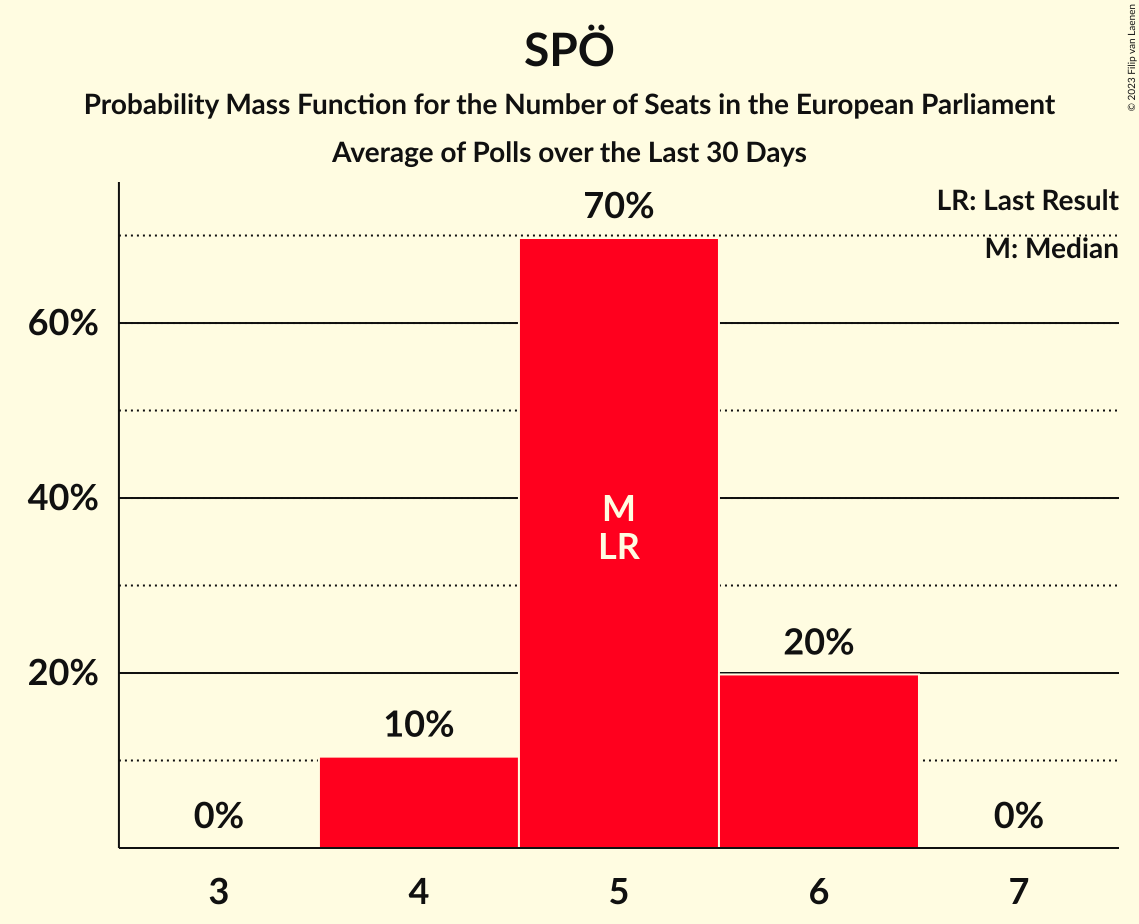 SPÖ
Probability Mass Function for the Number of Seats in the European Parliament
Average of Polls over the Last 30 Days
© 2023 Filip van Laenen
LR: Last Result
M: Median
70%
60%
40%
M
LR
20%
20%
10%
0%
0%
3 4 5 6 7